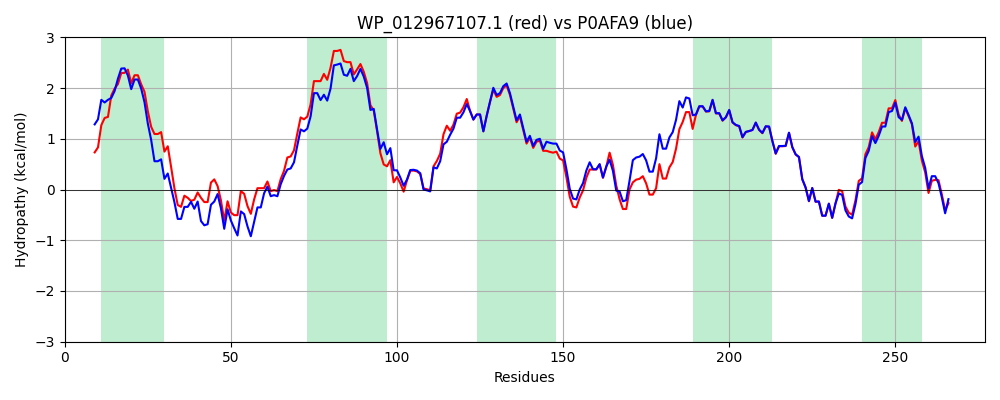 WP_012967107.1 (red) vs P0AFA9 (blue)
Hydropathy (kcal/mol)
3
2
1
0
−1
−2
−3
0 50 100 150 200 250
Residues